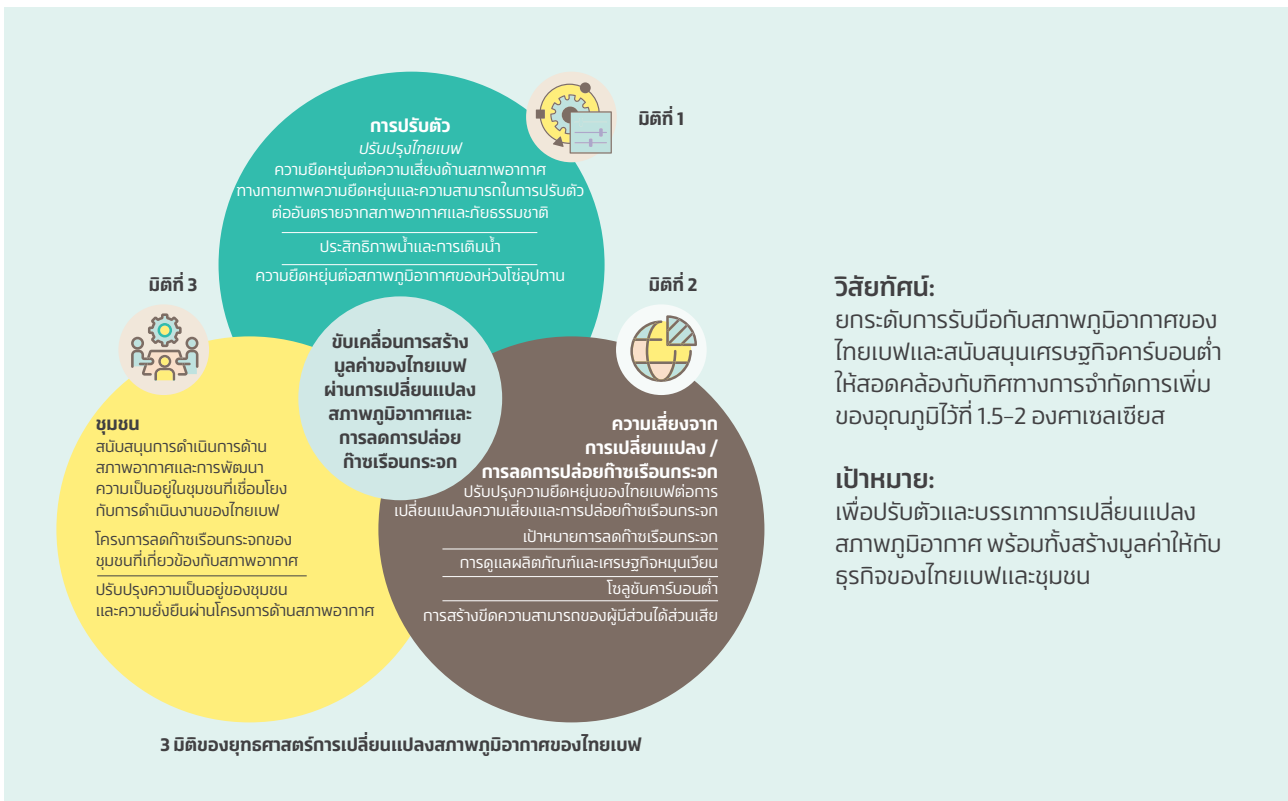 มิติที่ 1
การปรับตัว
ปรับปรุงไทยเบฟ
ความยืดหยุ่นต่อความเสี่ยงด้านสภาพอากาศ
ทางกายภาพความยืดหยุ่นและความสามารถในการปรับตัว
ต่ออันตรายจากสภาพอากาศและภัยธรรมชาติ
ประสิทธิภาพน้ำและการเติมน้ำ
ความยืดหยุ่นต่อสภาพภูมิอากาศของห่วงโซ่อุปทาน
มิติที่ 3
มิติที่ 2
ขับเคลื่อนการสร้าง
มูลค่าของไทยเบฟ
ผ่านการเปลี่ยนแปลง
สภาพภูมิอากาศและ
การลดการปล่อย
ก๊าซเรือนกระจก
ชุมชน
สนับสนุนการดำเนินการด้าน
สภาพอากาศและการพัฒนา
ความเป็นอยู่ในชุมชนที่เชื่อมโยง
กับการดำเนินงานของไทยเบฟ
โครงการลดก๊าซเรือนกระจกของ
ชุมชนที่เกี่ยวข้องกับสภาพอากาศ
ปรับปรุงความเป็นอยู่ของชุมชน
และความยั่งยืนผ่านโครงการด้านสภาพอากาศ
ความเสี่ยงจาก
การเปลี่ยนแปลง /
การลดการปล่อยก๊าซเรือนกระจก
ปรับปรุงความยืดหยุ่นของไทยเบฟต่อการ
เปลี่ยนแปลงความเสี่ยงและการปล่อยก๊าซเรือนกระจก
เป้าหมายการลดก๊าซเรือนกระจก
การดูแลผลิตภัณฑ์และเศรษฐกิจหมุนเวียน
โซลูชันคาร์บอนต่ำ
การสร้างขีดความสามารถของผู้มีส่วนได้ส่วนเสีย
3 มิติของยุทธศาสตร์การเปลี่ยนแปลงสภาพภูมิอากาศของไทยเบฟ
วิสัยทัศน์:
ยกระดับการรับมือกับสภาพภูมิอากาศของ
ไทยเบฟและสนับสนุนเศรษฐกิจคาร์บอนต่ำ
ให้สอดคล้องกับทิศทางการจำกัดการเพิ่ม
ของอุณภูมิไว้ที่ 1.5-2 องศาเซลเซียส
เป้าหมาย:
เพื่อปรับตัวและบรรเทาการเปลี่ยนแปลง
สภาพภูมิอากาศ พร้อมทั้งสร้างมูลค่าให้กับ
ธุรกิจของไทยเบฟและชุมชน